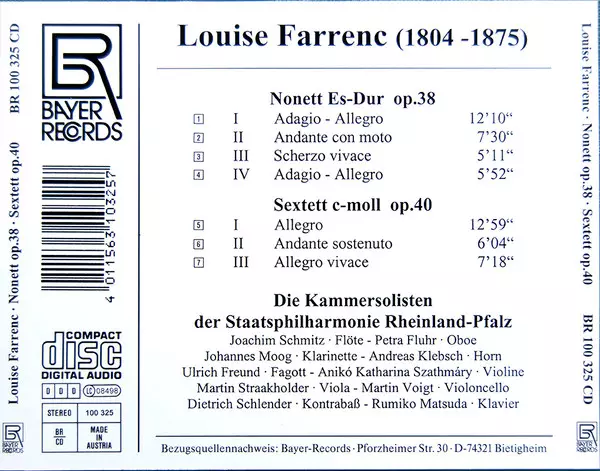 BR 100 325 CD
Louise Farrenc · Nonett op.38 · Sextett op.40
BR
BAYER
RECORDS
4 011563 103257
COMPACT
disc
DIGITAL AUDIO
D D D LC 08498
STEREO 100 325
BR
CD
MADE IN
AUSTRIA
Louise Farrenc (1804 -1875)
Nonett Es-Dur op.38
1 I Adagio - Allegro 12'10“
2 II Andante con moto 7'30“
3 III Scherzo vivace 5'11“
4 IV Adagio - Allegro 5'52“
Sextett c-moll op.40
5 I Allegro 12'59“
6 II Andante sostenuto 6'04“
7 III Allegro vivace 7'18“
Die Kammersolisten
der Staatsphilharmonie Rheinland-Pfalz
Joachim Schmitz · Flöte - Petra Fluhr · Oboe
Johannes Moog · Klarinette - Andreas Klebsch · Horn
Ulrich Freund · Fagott - Anikó Katharina Szathmáry · Violine
Martin Straakholder · Viola - Martin Voigt · Violoncello
Dietrich Schlender · Kontrabaß - Rumiko Matsuda · Klavier
Bezugsquellennachweis: Bayer-Records · Pforzheimer Str. 30 · D-74321 Bietigheim
Louise Farrenc · Nonett op.38 · Sextett op.40
BR 100 325 CD
BAYER
RECORDS